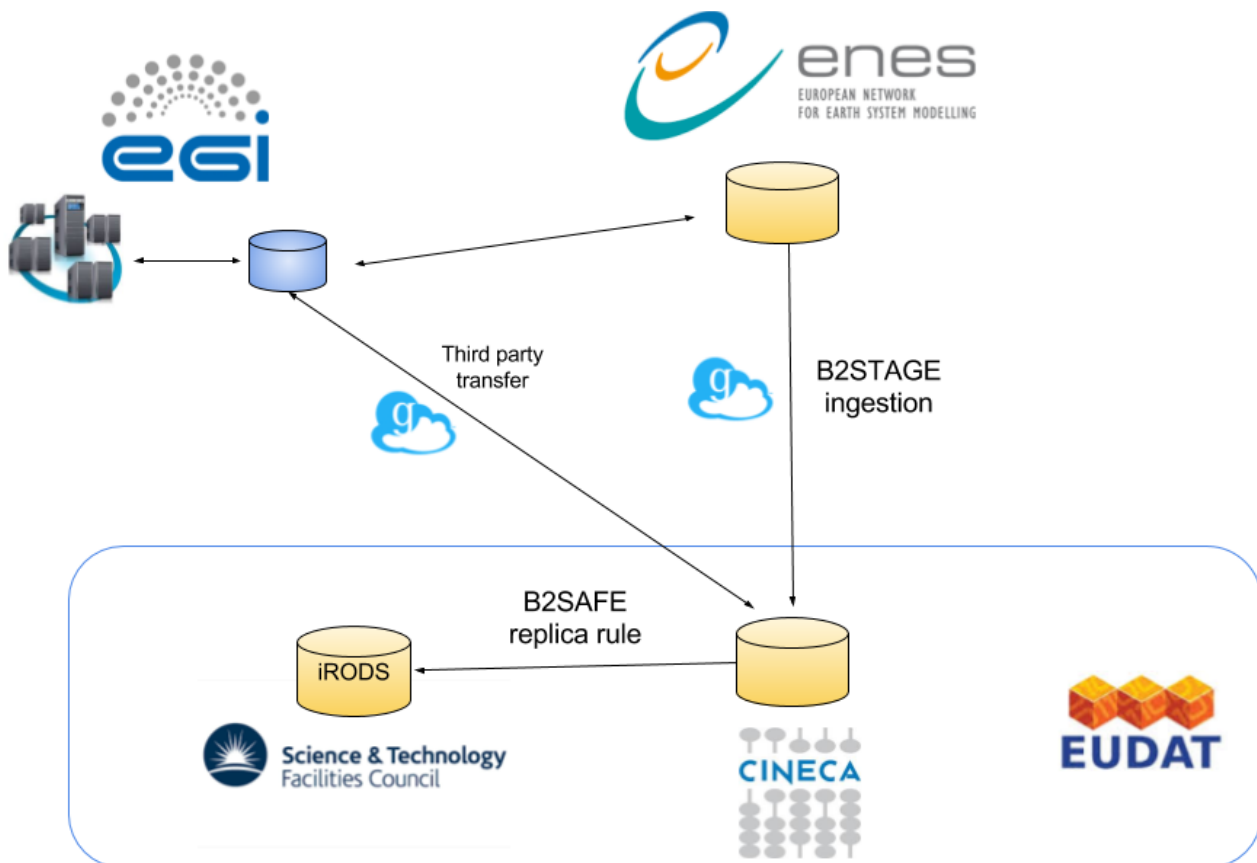 enes
EUROPEAN NETWORK
FOR EARTH SYSTEM MODELLING
eGi
Third party
transfer
g
g
B2STAGE
ingestion
B2SAFE
replica rule
iRODS
Science & Technology
Facilities Council
CINECA
EUDAT